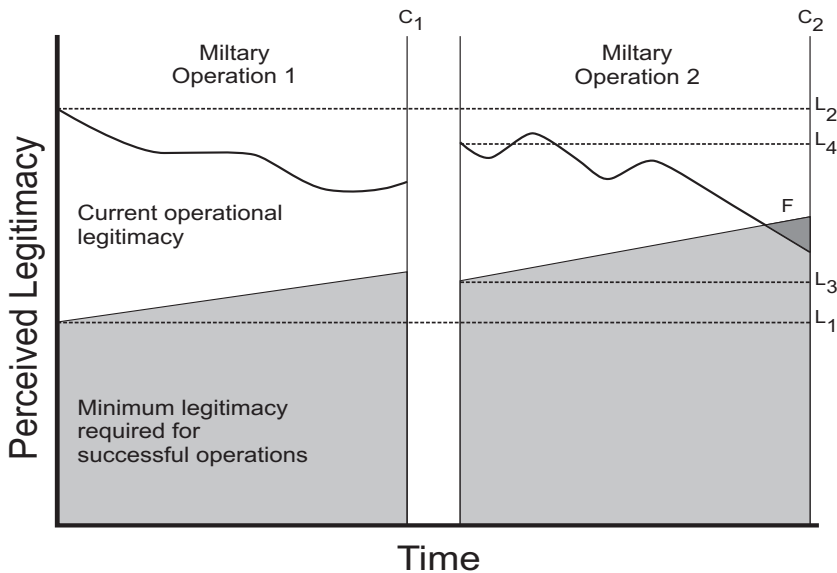 C1
C2
Miltary
Operation 1
Miltary
Operation 2
L2
L4
Perceived Legitimacy
Current operational
legitimacy
F
L3
L1
Minimum legitimacy
required for
successful operations
Time